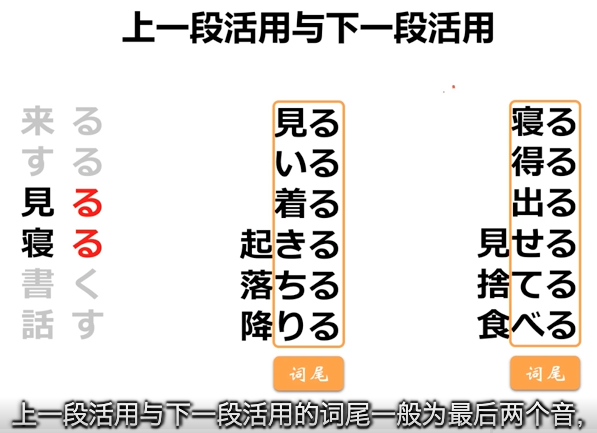 上一段活用与下一段活用
来る
する
見る
寝る
書く
話す
見る
いる
着る
起きる
落ちる
降りる
词尾
寝る
得る
出る
見せる
捨てる
食べる
词尾
上一段活用与下一段活用的词尾一般为最后两个音,